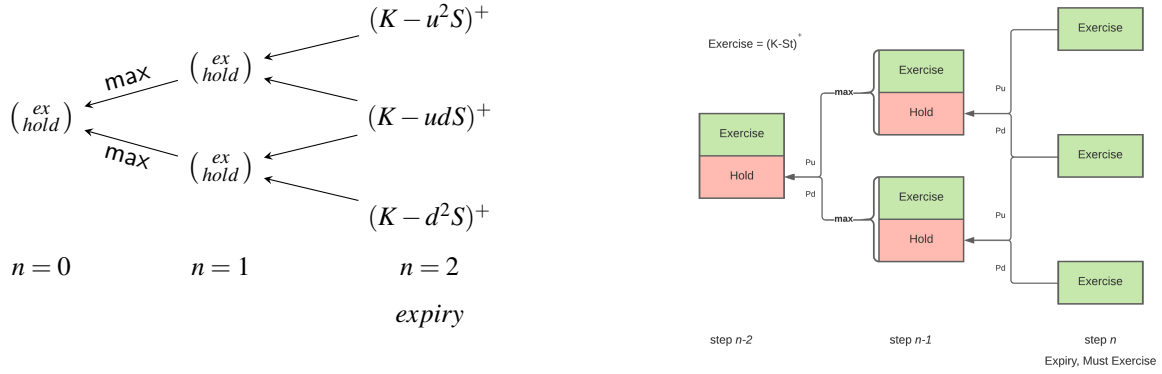 (K − u²S)⁺
(ex hold)
max
(ex hold)
(K − udS)⁺
max
(ex hold)
(K − d²S)⁺
n = 0 n = 1 n = 2
expiry
Exercise = (K-St)⁺
Exercise
Exercise
Hold
Pu
max
Pd
Exercise
Hold
Pu
Pd
Exercise
max
Exercise
Hold
Pu
Pd
Exercise
step n-2 step n-1 step n
Expiry, Must Exercise